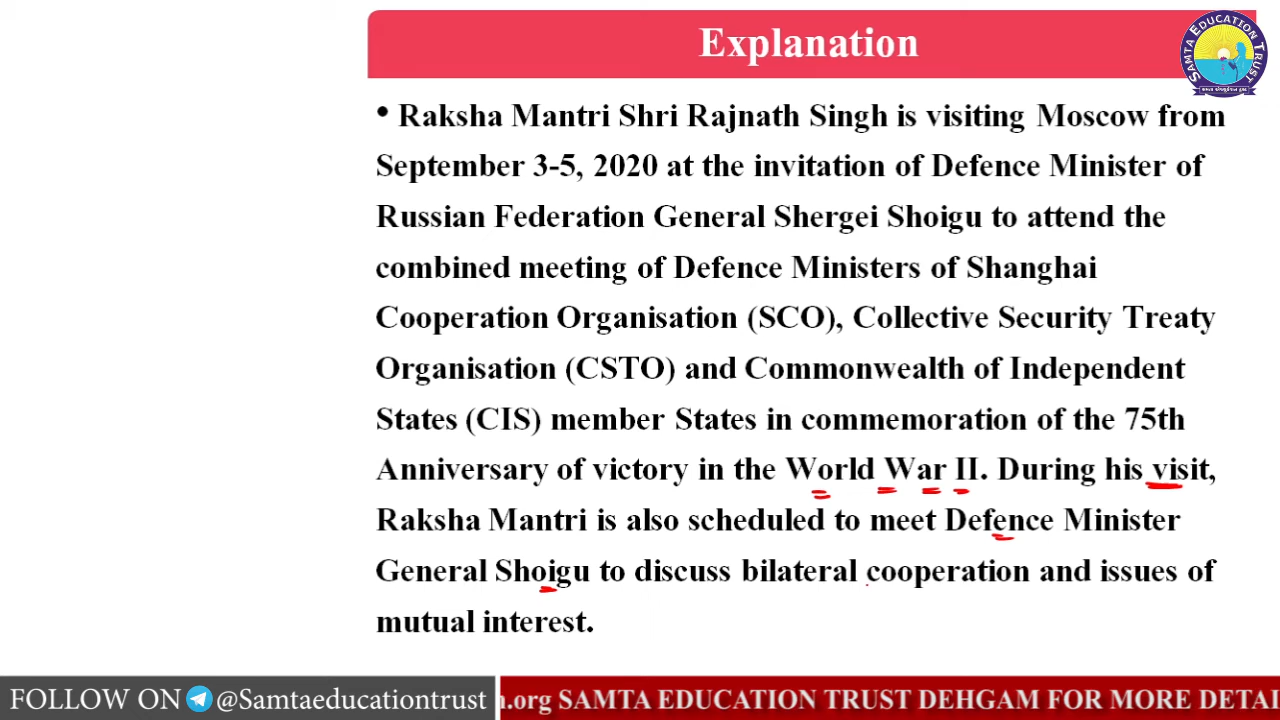 Explanation
SAMTA EDUCATION TRUST
• Raksha Mantri Shri Rajnath Singh is visiting Moscow from
September 3-5, 2020 at the invitation of Defence Minister of
Russian Federation General Shergei Shoigu to attend the
combined meeting of Defence Ministers of Shanghai
Cooperation Organisation (SCO), Collective Security Treaty
Organisation (CSTO) and Commonwealth of Independent
States (CIS) member States in commemoration of the 75th
Anniversary of victory in the World War II. During his visit,
Raksha Mantri is also scheduled to meet Defence Minister
General Shoigu to discuss bilateral cooperation and issues of
mutual interest.
FOLLOW ON @Samtaeducationtrust
.org SAMTA EDUCATION TRUST DEHGAM FOR MORE DETAI